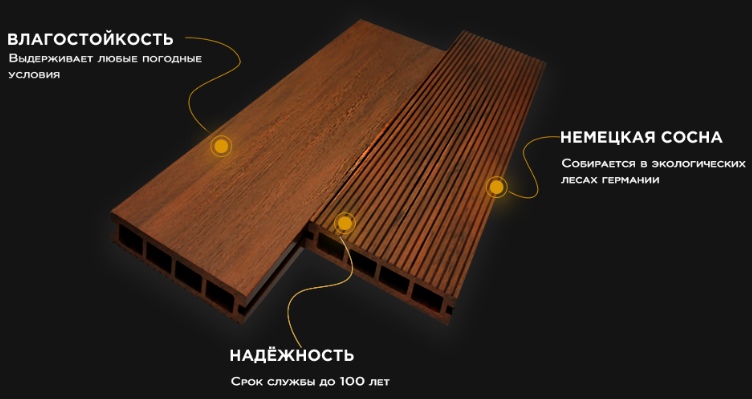 ВЛАГОСТОЙКОСТЬ
Выдерживает любые погодные
условия
НЕМЕЦКАЯ СОСНА
Собирается в экологических
лесах германии
НАДЁЖНОСТЬ
Срок службы до 100 лет